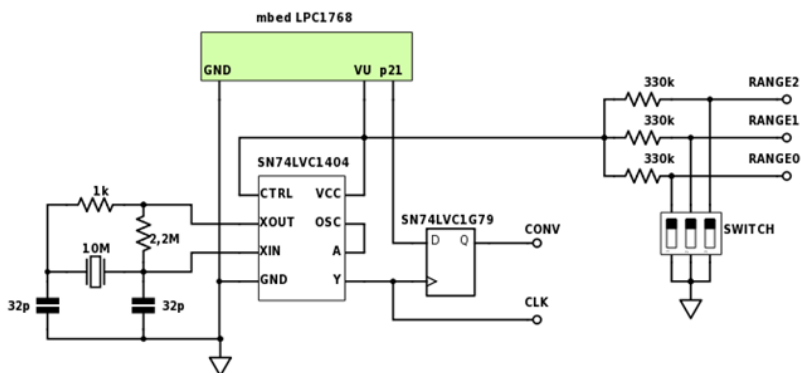 mbed LPC1768
GND VU p21
330k RANGE2
330k RANGE1
330k RANGE0
SN74LVC1404
CTRL VCC
XOUT OSC
XIN A
GND Y
1k
2,2M
10M
32p 32p
SN74LVC1G79
D Q
CONV
CLK
SWITCH